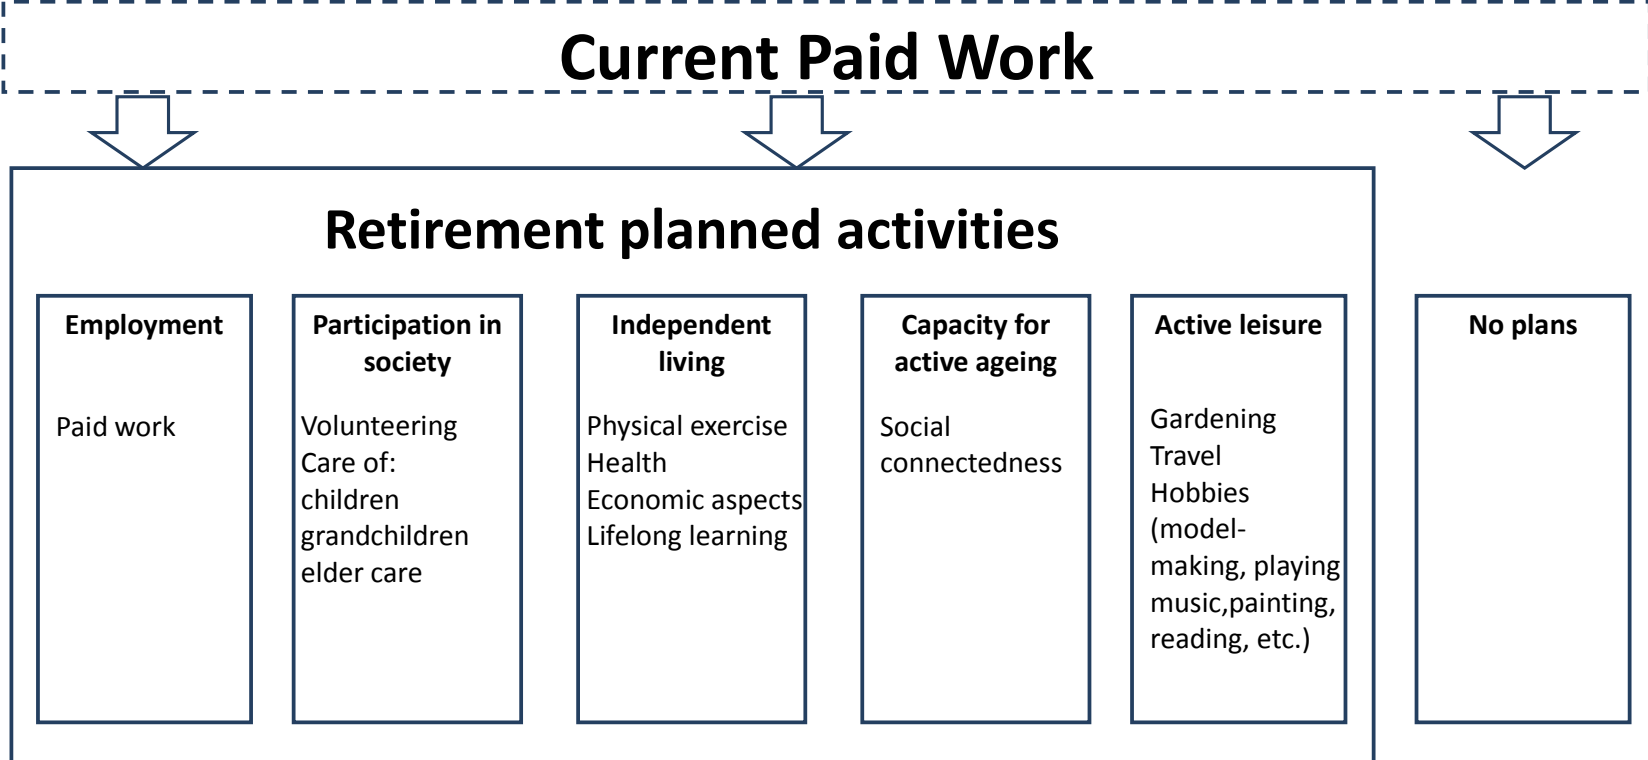 Current Paid Work
Retirement planned activities
Employment
Paid work
Participation in
society
Volunteering
Care of:
children
grandchildren
elder care
Independent
living
Physical exercise
Health
Economic aspects
Lifelong learning
Capacity for
active ageing
Social
connectedness
Active leisure
Gardening
Travel
Hobbies
(model-
making, playing
music,painting,
reading, etc.)
No plans